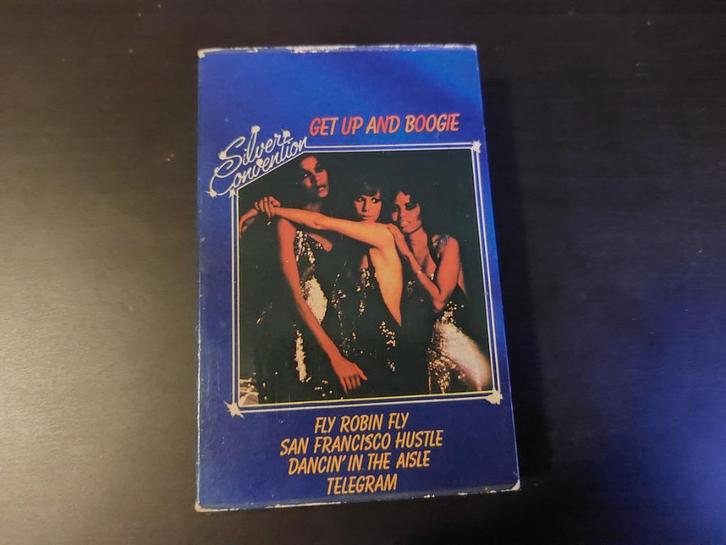 GET UP AND BOOGIE
Silver
Convention
FLY ROBIN FLY
SAN FRANCISCO HUSTLE
DANCIN' IN THE AISLE
TELEGRAM